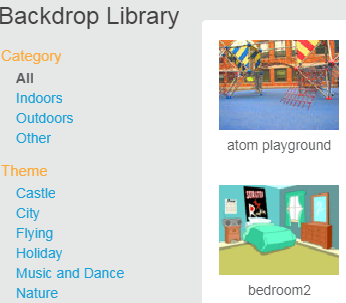 Backdrop Library
Category
All
Indoors
Outdoors
Other
Theme
Castle
City
Flying
Holiday
Music and Dance
Nature
atom playground
bedroom2